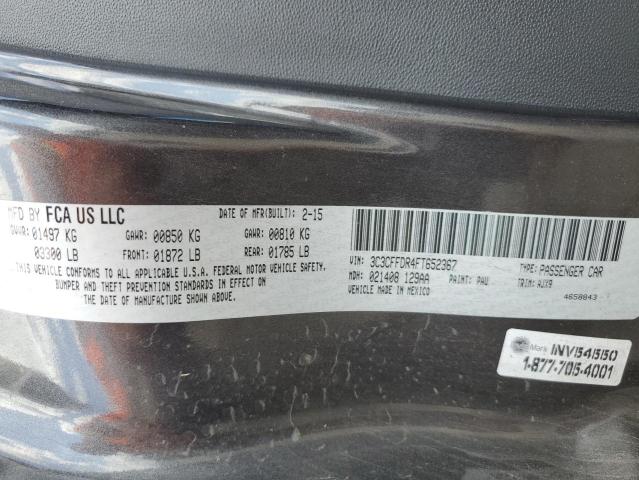 MFD BY FCA US LLC DATE OF MFR(BUILT): 2-15
GVWR: 01497 KG GAWR: 00850 KG GAWR: 00810 KG
03300 LB FRONT: 01872 LB REAR: 01785 LB
THIS VEHICLE CONFORMS TO ALL APPLICABLE U.S.A. FEDERAL MOTOR VEHICLE SAFETY,
BUMPER AND THEFT PREVENTION STANDARDS IN EFFECT ON
THE DATE OF MANUFACTURE SHOWN ABOVE.
VIN: 3C3CFFDR4FT652367 TYPE: PASSENGER CAR
MDH: 021408 129AA PAINT: PAU TRIM: AJX9
VEHICLE MADE IN MEXICO 4658843
Mark INV54550
1-877-705-4001